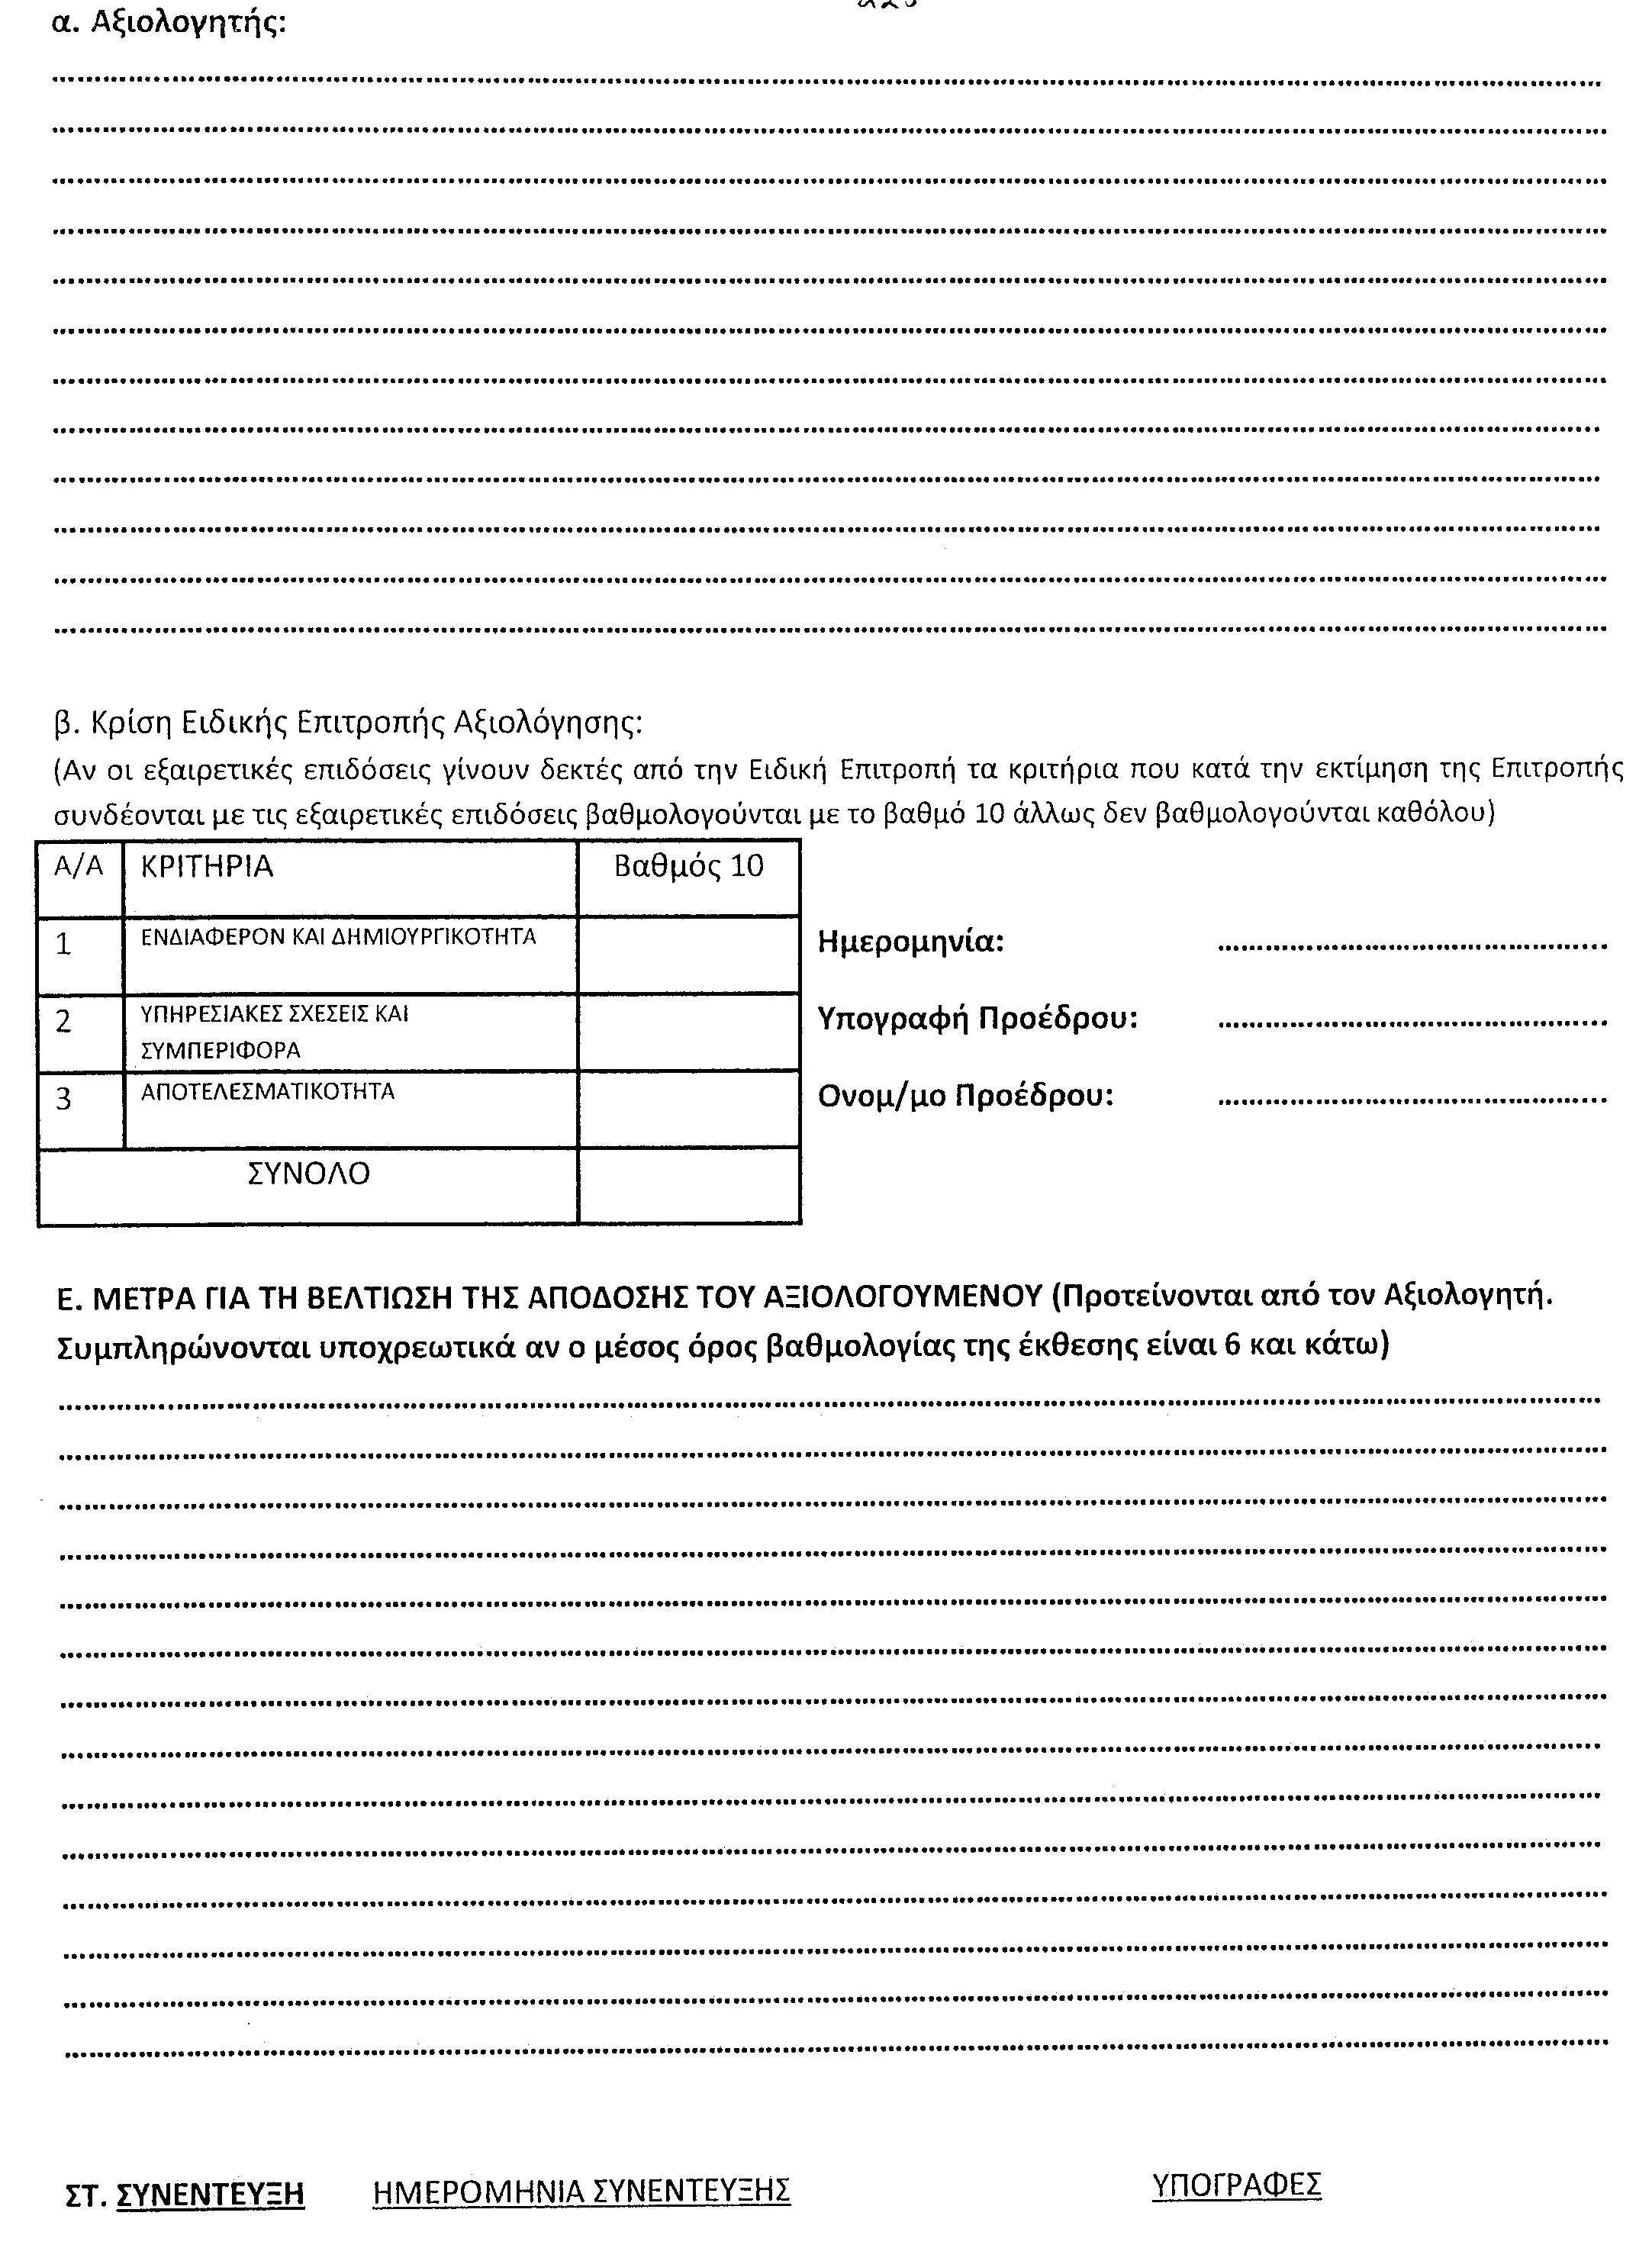 α. Αξιολογητής:
β. Κρίση Ειδικής Επιτροπής Αξιολόγησης:
(Αν οι εξαιρετικές επιδόσεις γίνουν δεκτές από την Ειδική Επιτροπή τα κριτήρια που κατά την εκτίμηση της Επιτροπής
συνδέονται με τις εξαιρετικές επιδόσεις βαθμολογούνται με το βαθμό 10 άλλως δεν βαθμολογούνται καθόλου)
Α/Α ΚΡΙΤΗΡΙΑ Βαθμός 10
1 ΕΝΔΙΑΦΕΡΟΝ ΚΑΙ ΔΗΜΙΟΥΡΓΙΚΟΤΗΤΑ
2 ΥΠΗΡΕΣΙΑΚΕΣ ΣΧΕΣΕΙΣ ΚΑΙ
ΣΥΜΠΕΡΙΦΟΡΑ
3 ΑΠΟΤΕΛΕΣΜΑΤΙΚΟΤΗΤΑ
ΣΥΝΟΛΟ
Ημερομηνία: ..............................................
Υπογραφή Προέδρου: ..............................................
Ονομ/μο Προέδρου: ..............................................
Ε. ΜΕΤΡΑ ΓΙΑ ΤΗ ΒΕΛΤΙΩΣΗ ΤΗΣ ΑΠΟΔΟΣΗΣ ΤΟΥ ΑΞΙΟΛΟΓΟΥΜΕΝΟΥ (Προτείνονται από τον Αξιολογητή.
Συμπληρώνονται υποχρεωτικά αν ο μέσος όρος βαθμολογίας της έκθεσης είναι 6 και κάτω)
ΣΤ. ΣΥΝΕΝΤΕΥΞΗ ΗΜΕΡΟΜΗΝΙΑ ΣΥΝΕΝΤΕΥΞΗΣ ΥΠΟΓΡΑΦΕΣ